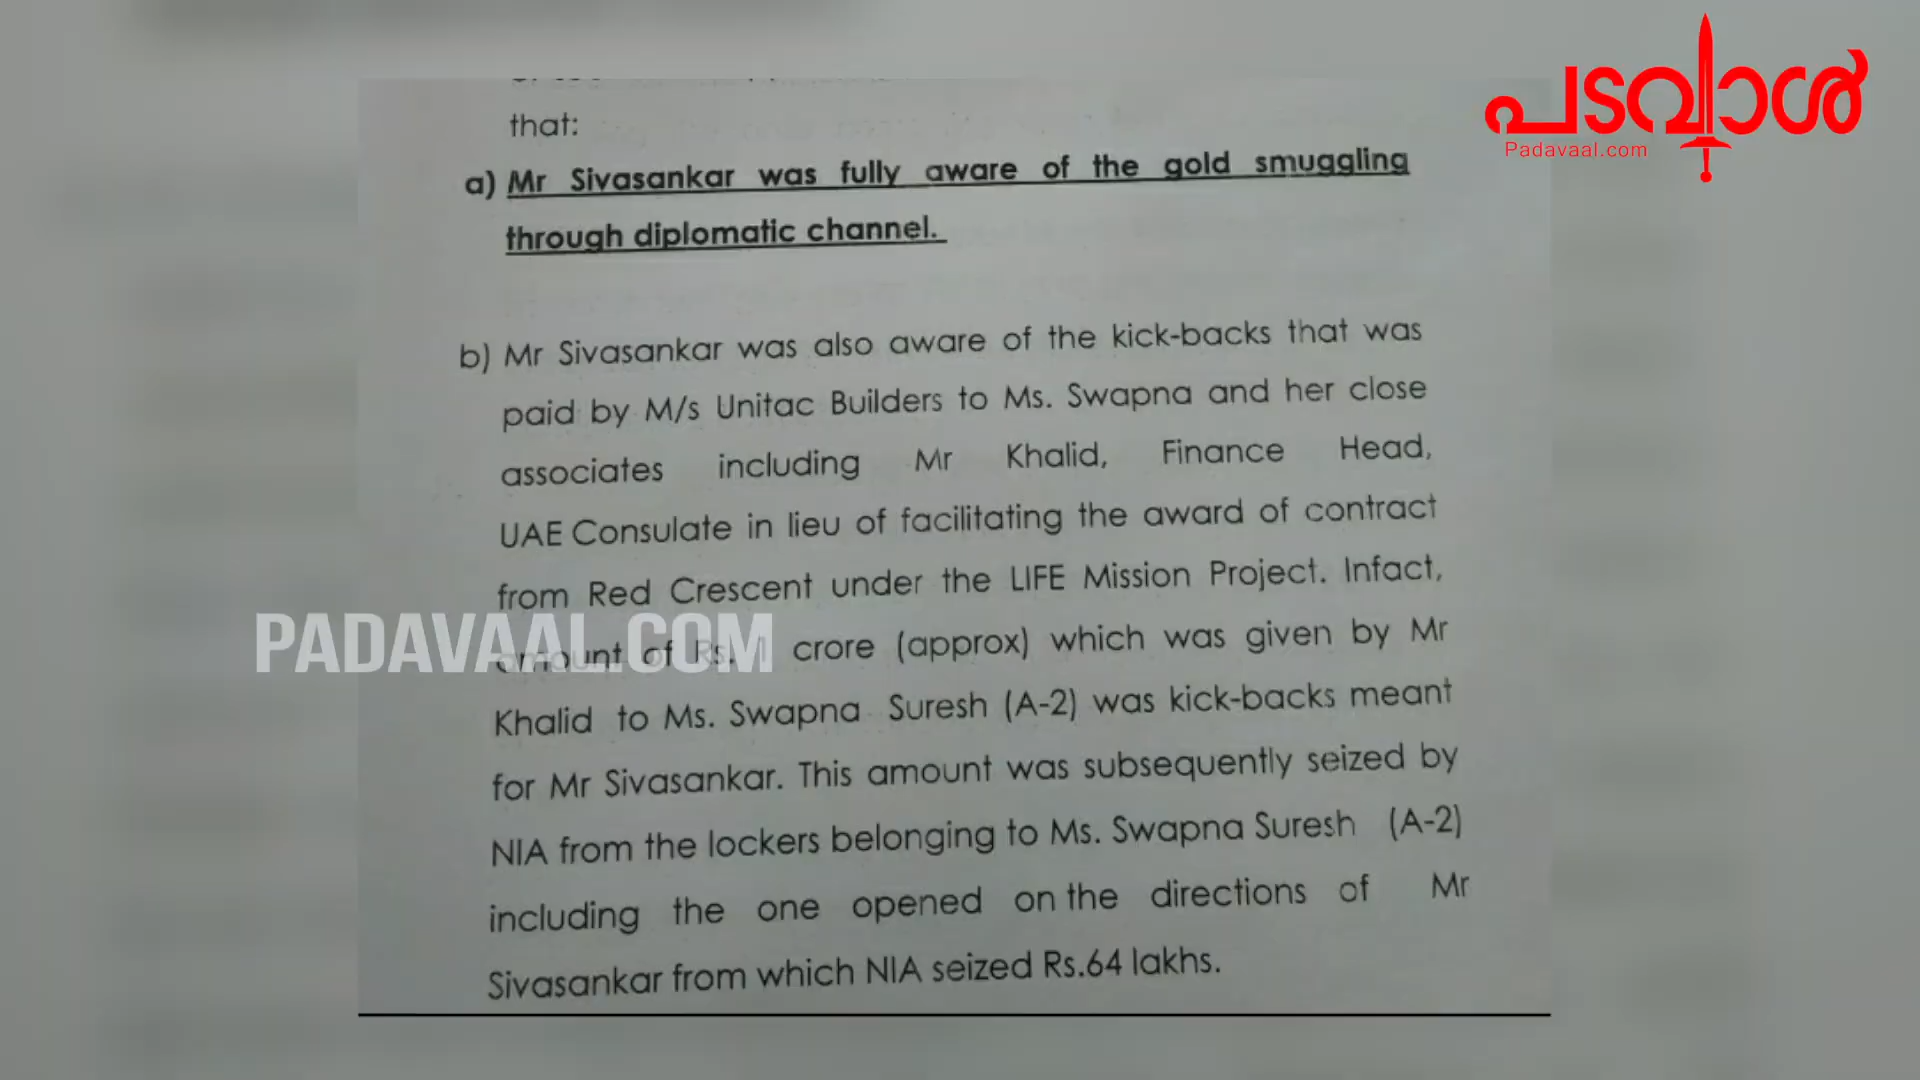 പടവാൾ
Padavaal.com
that:
a) Mr Sivasankar was fully aware of the gold smuggling
through diplomatic channel.
b) Mr Sivasankar was also aware of the kick-backs that was
paid by M/s Unitac Builders to Ms. Swapna and her close
associates including Mr Khalid, Finance Head,
UAE Consulate in lieu of facilitating the award of contract
from Red Crescent under the LIFE Mission Project. Infact,
amount of Rs. 1 crore (approx) which was given by Mr
PADAVAAL.COM
Khalid to Ms. Swapna Suresh (A-2) was kick-backs meant
for Mr Sivasankar. This amount was subsequently seized by
NIA from the lockers belonging to Ms. Swapna Suresh (A-2)
including the one opened on the directions of Mr
Sivasankar from which NIA seized Rs.64 lakhs.